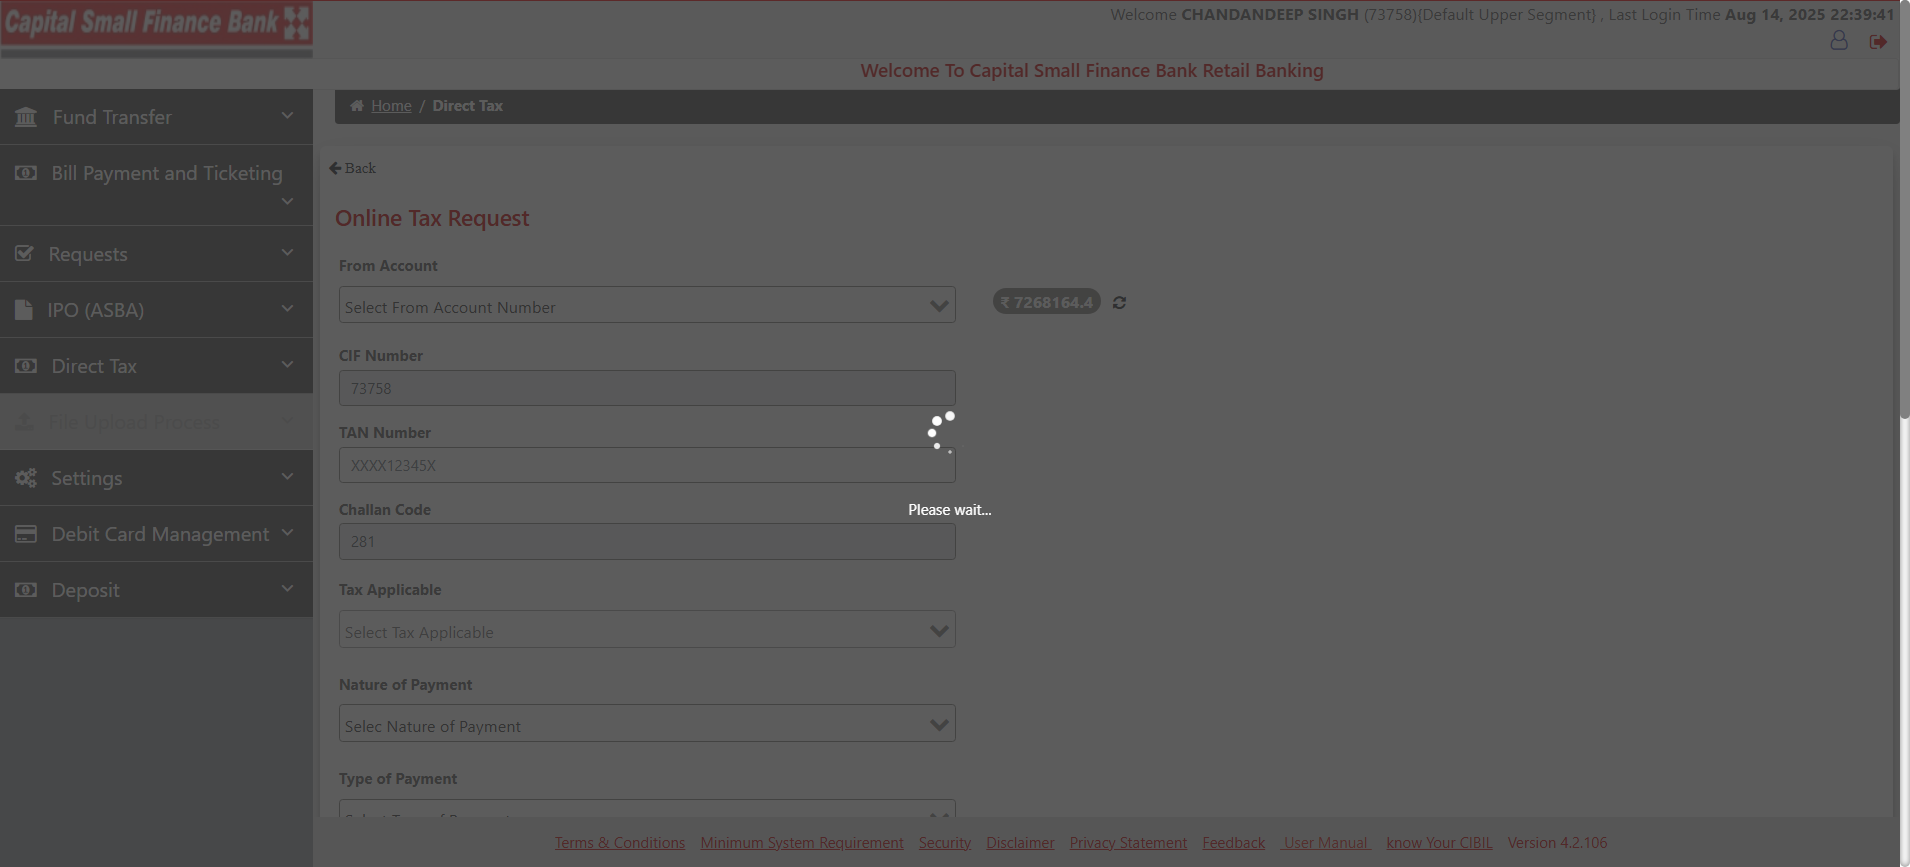 Capital Small Finance Bank
Welcome CHANDANDEEP SINGH (73758){Default Upper Segment} , Last Login Time Aug 14, 2025 22:39:41
Welcome To Capital Small Finance Bank Retail Banking
Home / Direct Tax
Fund Transfer
Bill Payment and Ticketing
Requests
IPO (ASBA)
Direct Tax
File Upload Process
Settings
Debit Card Management
Deposit
Back
Online Tax Request
From Account
Select From Account Number
₹ 7268164.4
CIF Number
73758
TAN Number
XXXX12345X
Please wait...
Challan Code
281
Tax Applicable
Select Tax Applicable
Nature of Payment
Selec Nature of Payment
Type of Payment
Terms & Conditions Minimum System Requirement Security Disclaimer Privacy Statement Feedback User Manual know Your CIBIL Version 4.2.106